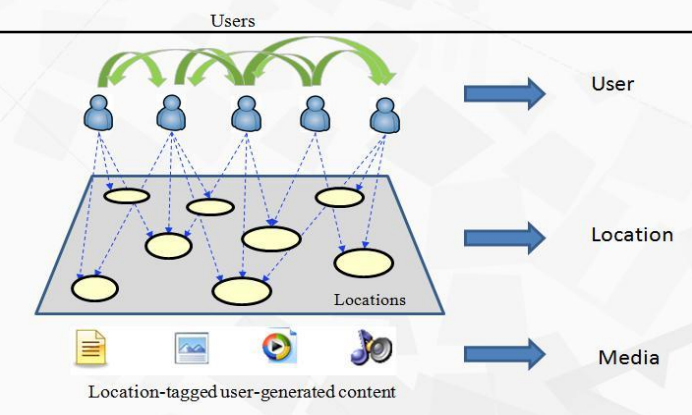 Users
User
Location
Locations
Media
Location-tagged user-generated content